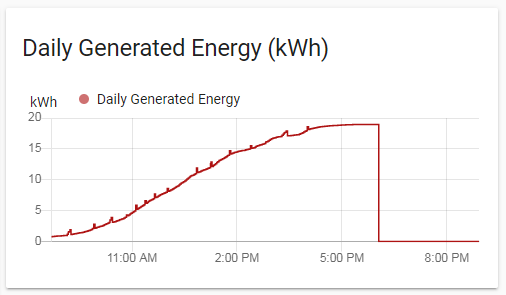 Daily Generated Energy (kWh)
kWh
Daily Generated Energy
20
15
10
5
0
11:00 AM 2:00 PM 5:00 PM 8:00 PM